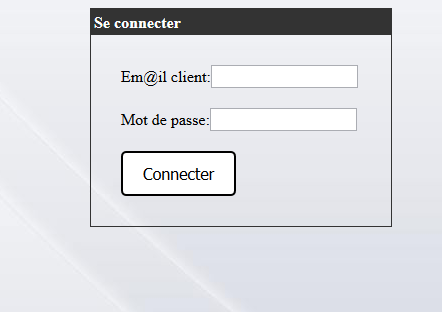 Se connecter
Em@il client:
Mot de passe:
Connecter